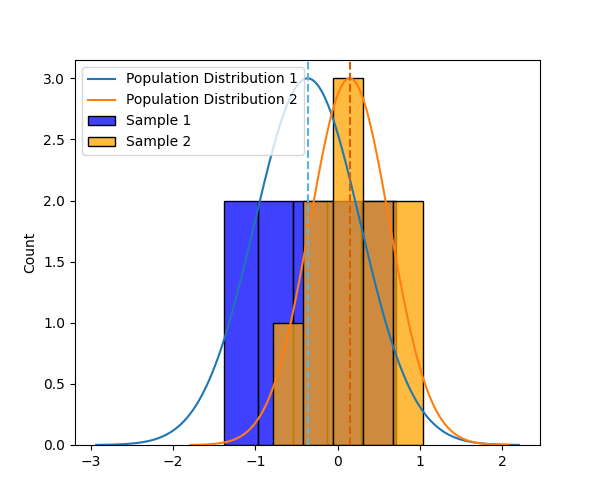 Population Distribution 1
Population Distribution 2
Sample 1
Sample 2
3.0
2.5
2.0
1.5
1.0
0.5
0.0
Count
−3
−2
−1
0
1
2